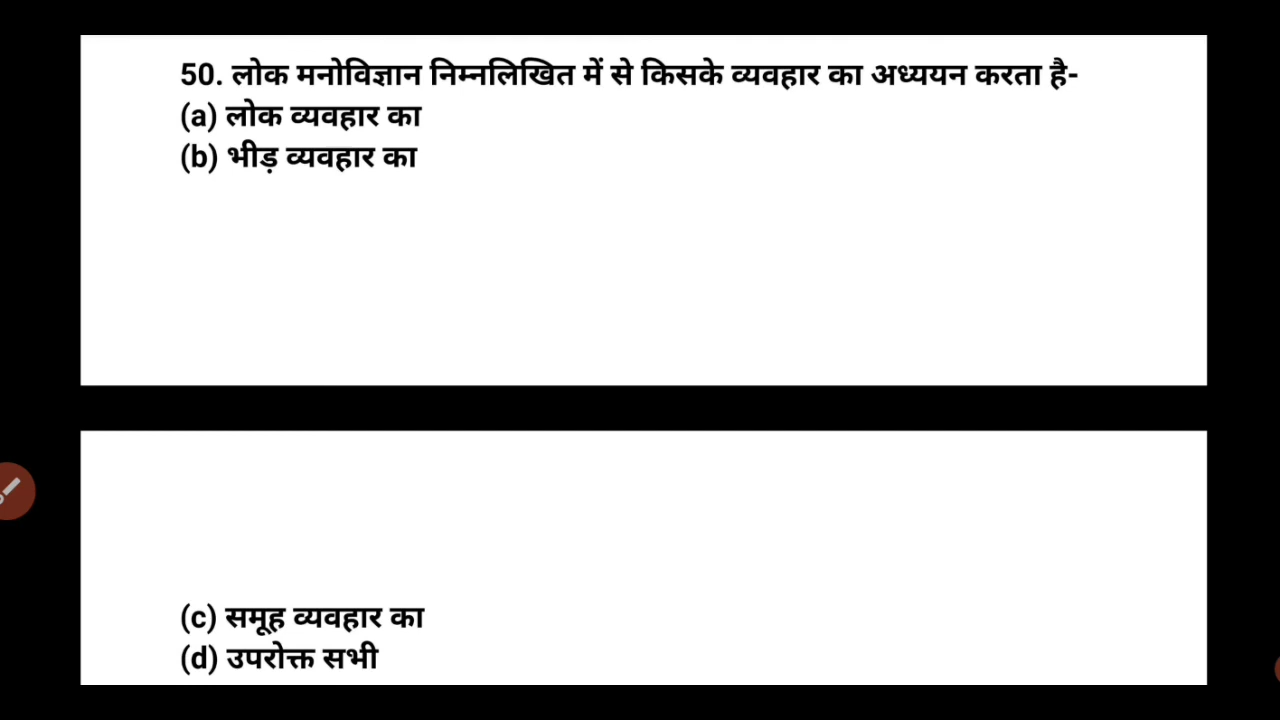 50. लोक मनोविज्ञान निम्नलिखित में से किसके व्यवहार का अध्ययन करता है-
(a) लोक व्यवहार का
(b) भीड़ व्यवहार का
(c) समूह व्यवहार का
(d) उपरोक्त सभी